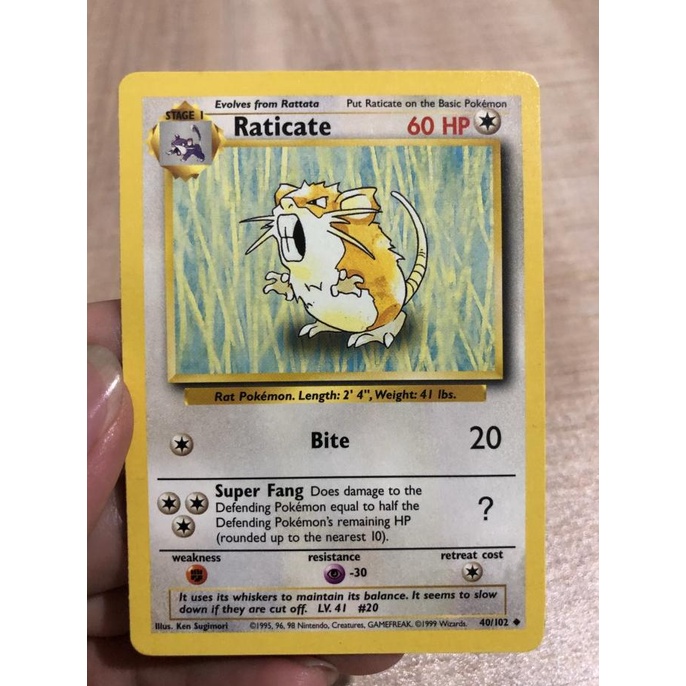 Evolves from Rattata Put Raticate on the Basic Pokémon
STAGE 1
Raticate 60 HP
Rat Pokémon. Length: 2' 4", Weight: 41 lbs.
Bite 20
Super Fang Does damage to the
Defending Pokémon equal to half the
Defending Pokémon's remaining HP
(rounded up to the nearest 10).
?
weakness resistance retreat cost
-30
It uses its whiskers to maintain its balance. It seems to slow
down if they are cut off. LV. 41 #20
Illus. Ken Sugimori ©1995, 96, 98 Nintendo, Creatures, GAMEFREAK. ©1999 Wizards. 40/102